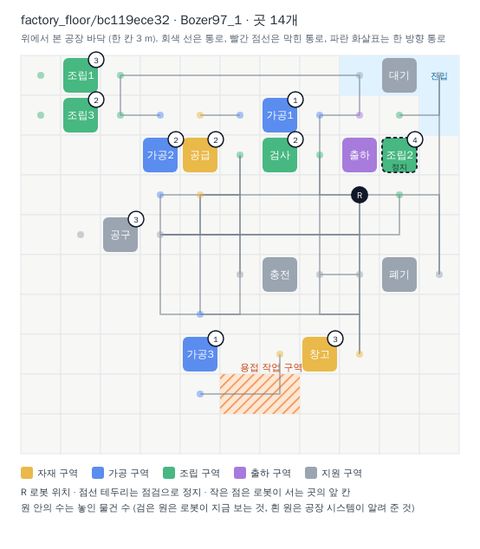 factory_floor/bc119ece32 · Bozer97_1 · 곳 14개
위에서 본 공장 바닥 (한 칸 3 m). 회색 선은 통로, 빨간 점선은 막힌 통로, 파란 화살표는 한 방향 통로
조립1 3
대기
전립
조립3 2
가공1 1
가공2 2
공급 2
검사 2
출하
조립2 4
정지
R
공구 3
충전
폐기
가공3 1
창고 3
용접 작업 구역
자재 구역 가공 구역 조립 구역 출하 구역 지원 구역
R 로봇 위치 · 점선 테두리는 점검으로 정지 · 작은 점은 로봇이 서는 곳의 앞 칸
원 안의 수는 놓인 물건 수 (검은 원은 로봇이 지금 보는 것, 흰 원은 공장 시스템이 알려 준 것)